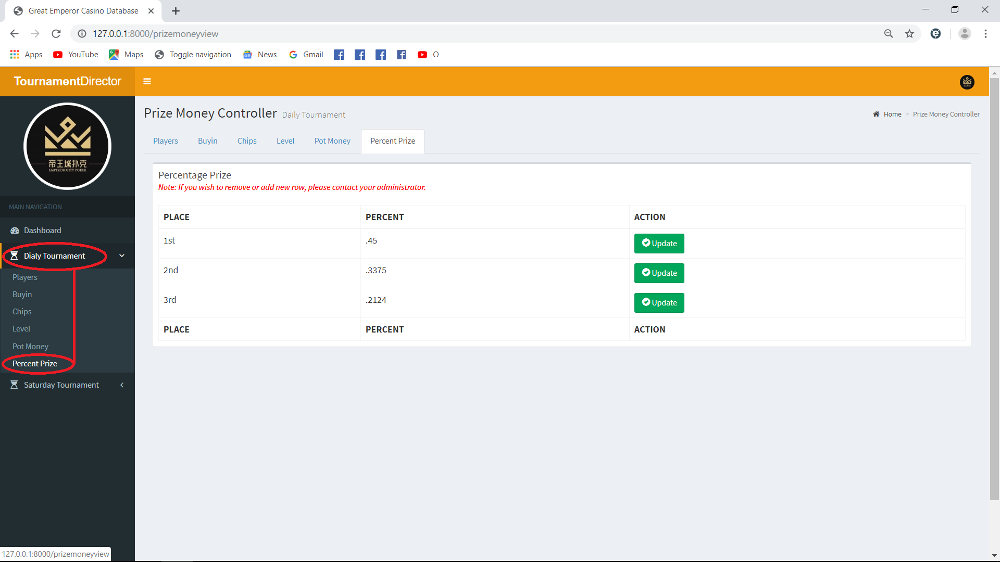 Great Emperor Casino Database
127.0.0.1:8000/prizemoneyview
Apps YouTube Maps Toggle navigation News Gmail O
TournamentDirector
帝王城扑克
EMPEROR CITY POKER
Prize Money Controller Daily Tournament
Home > Prize Money Controller
Players Buyin Chips Level Pot Money Percent Prize
Percentage Prize
Note: If you wish to remove or add new row, please contact your administrator.
PLACE PERCENT ACTION
1st .45 Update
2nd .3375 Update
3rd .2124 Update
PLACE PERCENT ACTION
MAIN NAVIGATION
Dashboard
Dialy Tournament
Players
Buyin
Chips
Level
Pot Money
Percent Prize
Saturday Tournament
127.0.0.1:8000/prizemoneyview